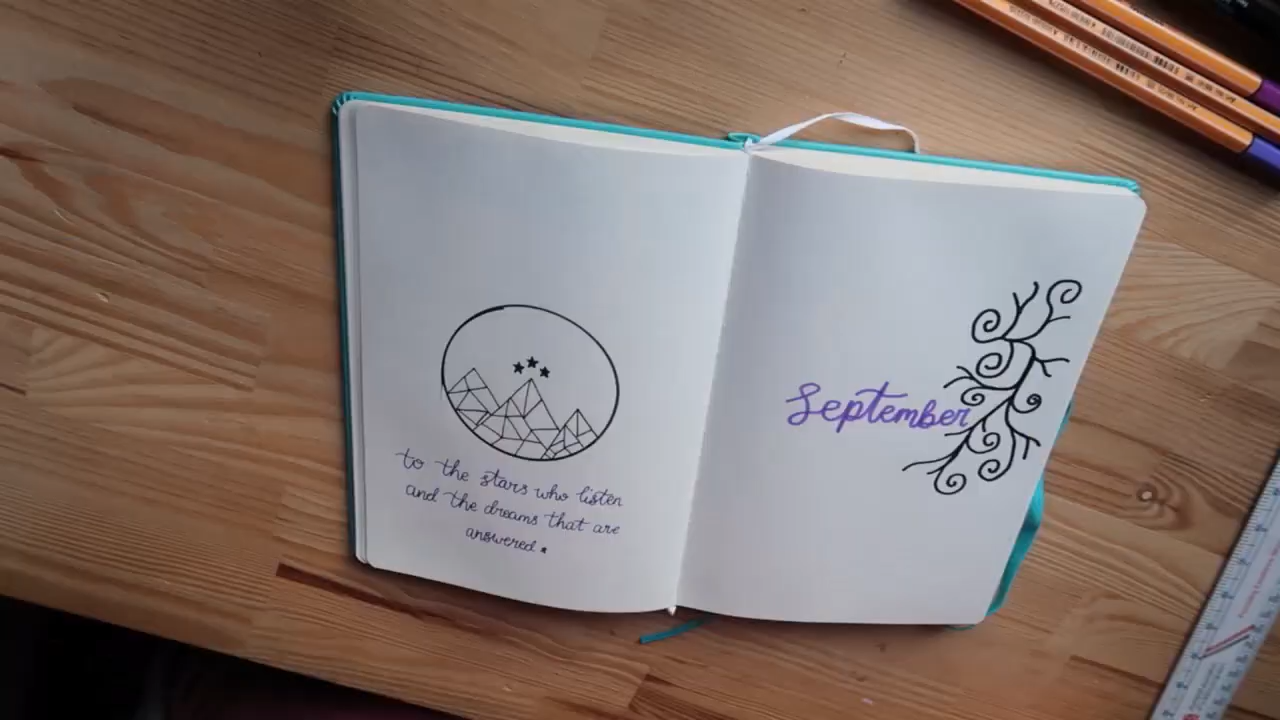 to the stars who listen
and the dreams that are
answered
September